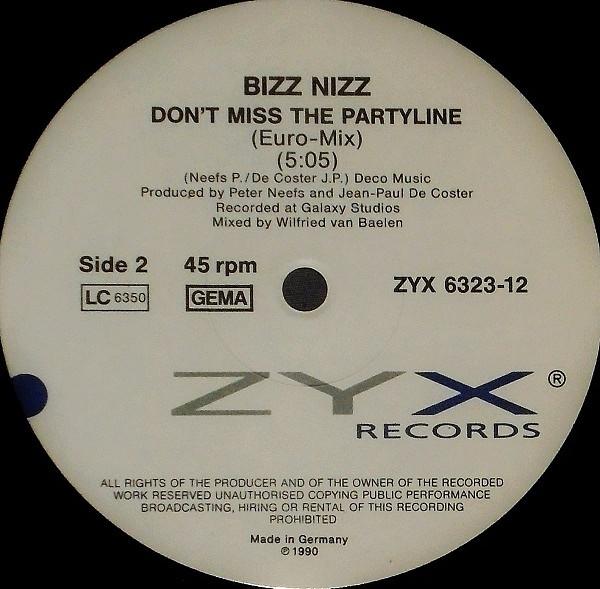 BIZZ NIZZ
DON'T MISS THE PARTYLINE
(Euro-Mix)
(5:05)
(Neefs P./De Coster J.P.) Deco Music
Produced by Peter Neefs and Jean-Paul De Coster
Recorded at Galaxy Studios
Mixed by Wilfried van Baelen
Side 2 45 rpm
LC 6350 GEMA
ZYX 6323-12
ZYX ®
RECORDS
ALL RIGHTS OF THE PRODUCER AND OF THE OWNER OF THE RECORDED
WORK RESERVED UNAUTHORISED COPYING PUBLIC PERFORMANCE
BROADCASTING, HIRING OR RENTAL OF THIS RECORDING
PROHIBITED
Made in Germany
℗ 1990